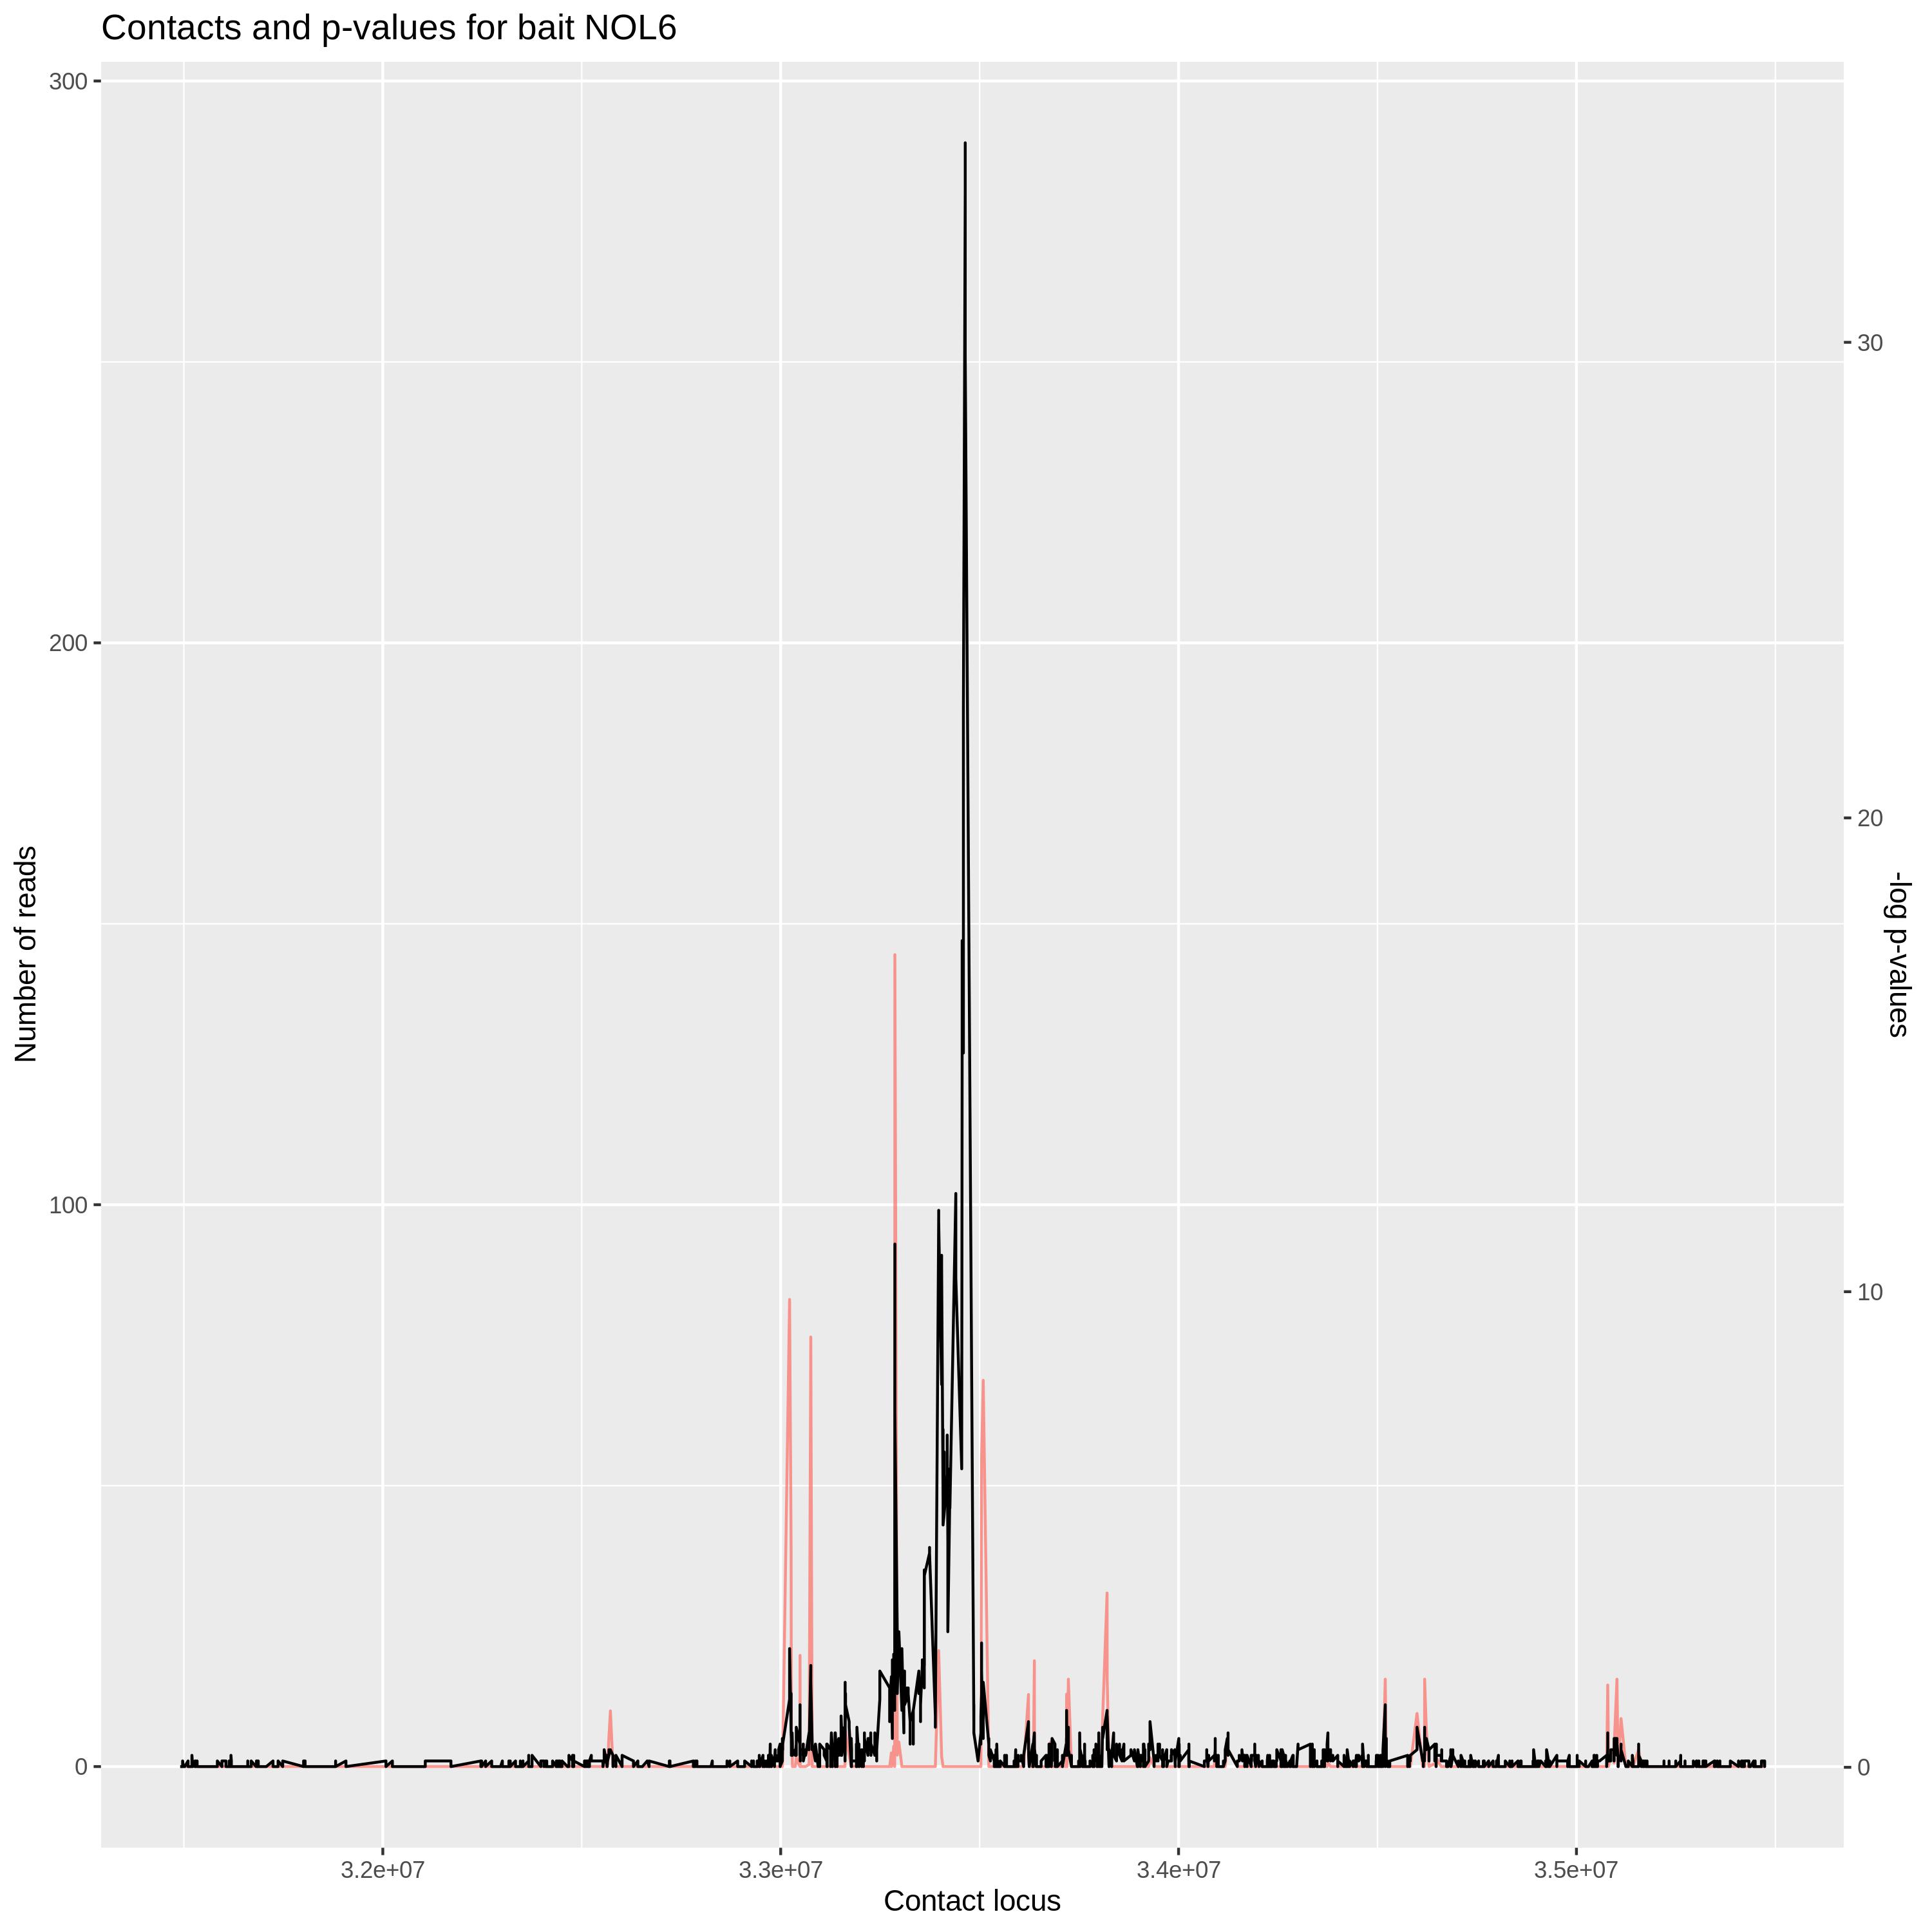 Contacts and p-values for bait NOL6
300
200
100
0
Number of reads
30
20
10
0
-log p-values
3.2e+07
3.3e+07
3.4e+07
3.5e+07
Contact locus